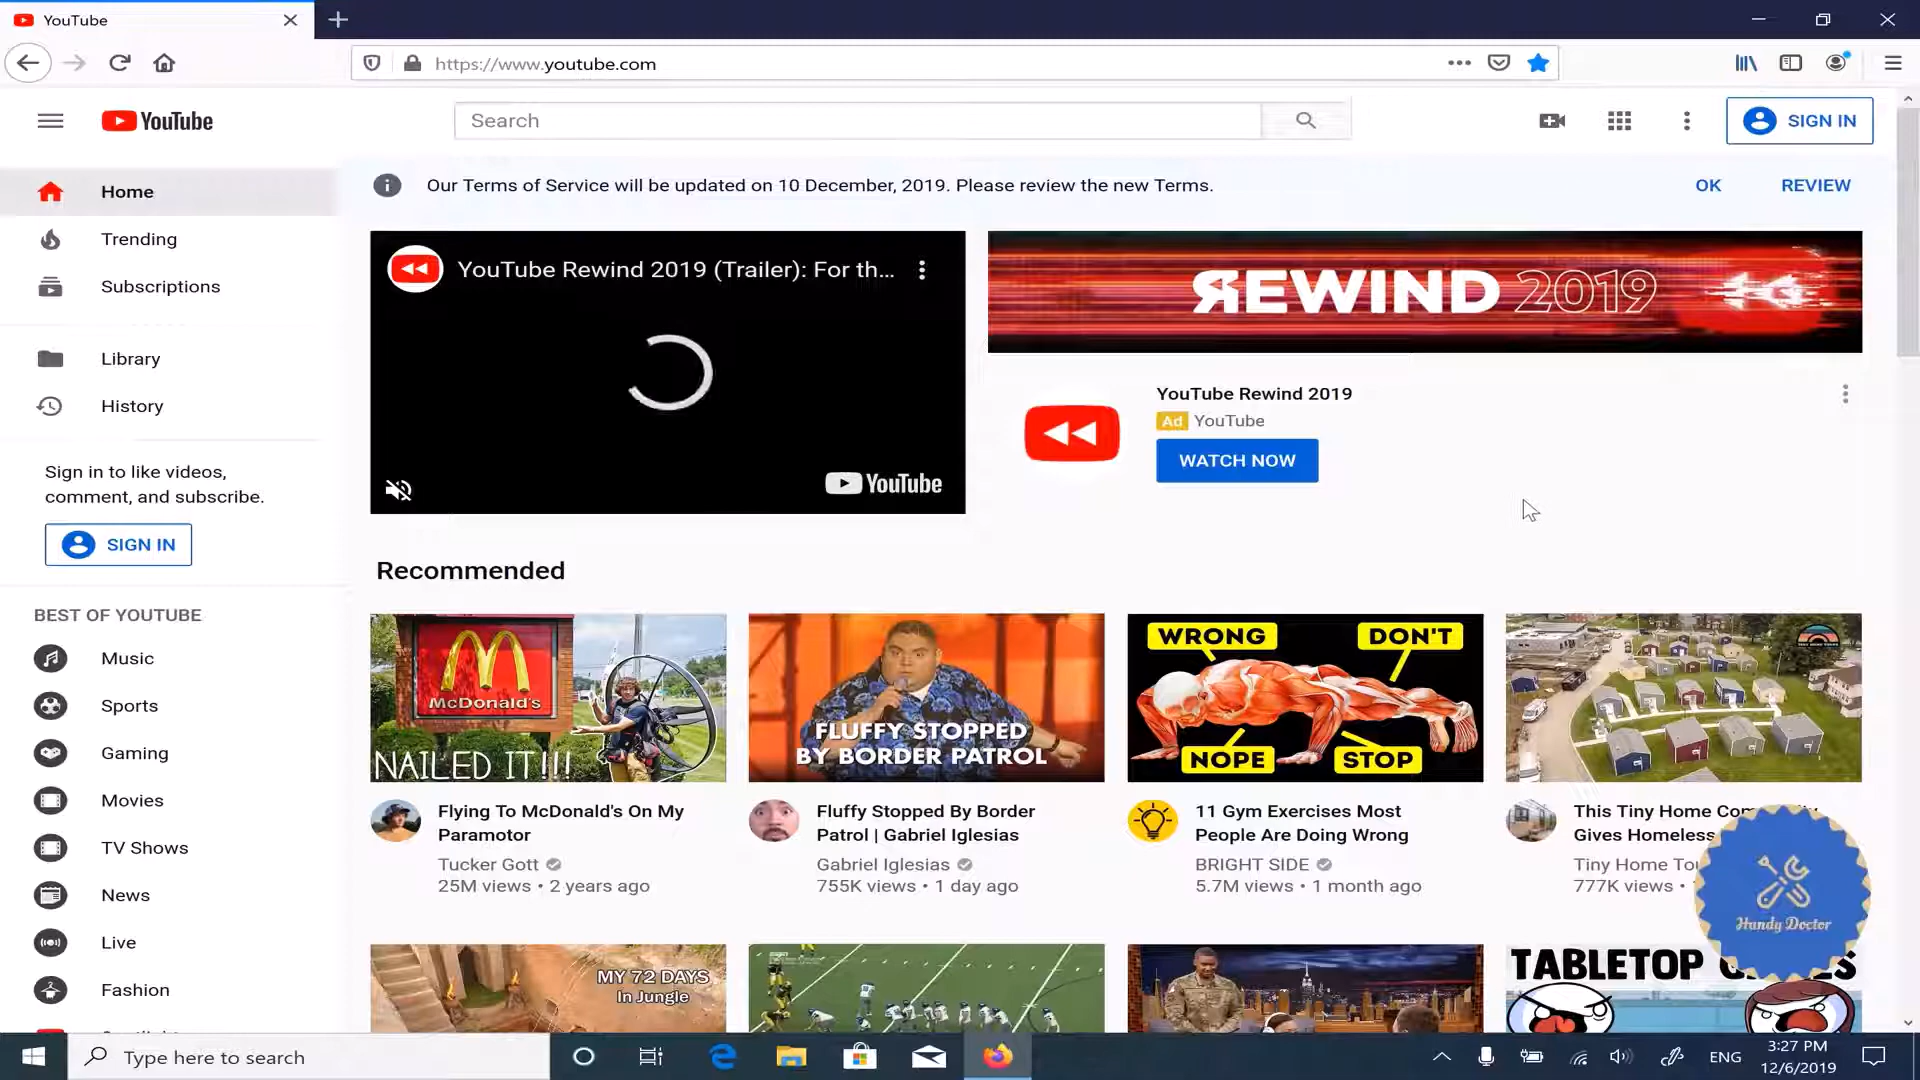 YouTube
https://www.youtube.com
YouTube
Search
SIGN IN
Home
Trending
Subscriptions
Library
History
Sign in to like videos,
comment, and subscribe.
SIGN IN
BEST OF YOUTUBE
Music
Sports
Gaming
Movies
TV Shows
News
Live
Fashion
Our Terms of Service will be updated on 10 December, 2019. Please review the new Terms.
OK
REVIEW
YouTube Rewind 2019 (Trailer): For th...
YouTube
REWIND 2019
YouTube Rewind 2019
Ad YouTube
WATCH NOW
Recommended
McDonald's
NAILED IT!!!
Flying To McDonald's On My
Paramotor
Tucker Gott
25M views • 2 years ago
FLUFFY STOPPED
BY BORDER PATROL
Fluffy Stopped By Border
Patrol | Gabriel Iglesias
Gabriel Iglesias
755K views • 1 day ago
WRONG
DON'T
NOPE
STOP
11 Gym Exercises Most
People Are Doing Wrong
BRIGHT SIDE
5.7M views • 1 month ago
This Tiny Home
Gives Homeless
Tiny Home
777K views •
Handy Doctor
MY 72 DAYS
In Jungle
TABLETOP
Type here to search
ENG
3:27 PM
12/6/2019